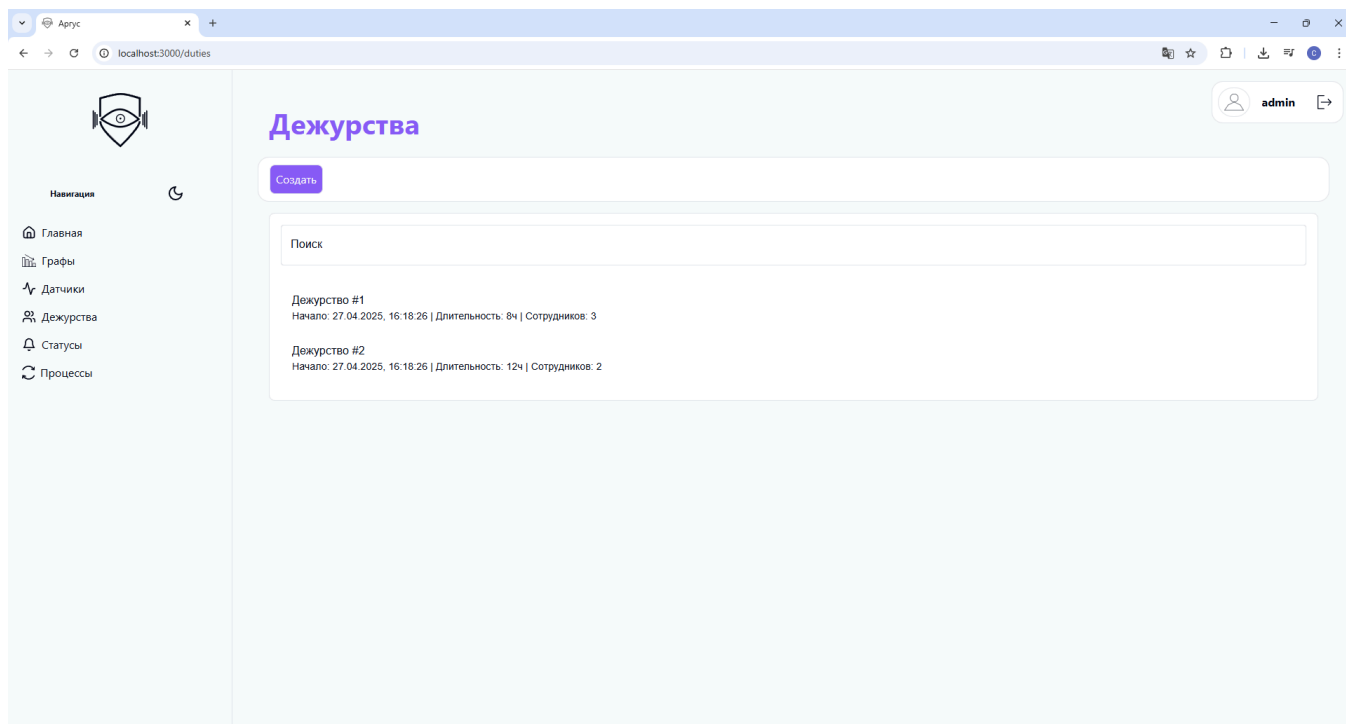 Аргус
localhost:3000/duties
C
admin
Дежурства
Создать
Навигация
Главная
Графы
Датчики
Дежурства
Статусы
Процессы
Поиск
Дежурство #1
Начало: 27.04.2025, 16:18:26 | Длительность: 8ч | Сотрудников: 3
Дежурство #2
Начало: 27.04.2025, 16:18:26 | Длительность: 12ч | Сотрудников: 2